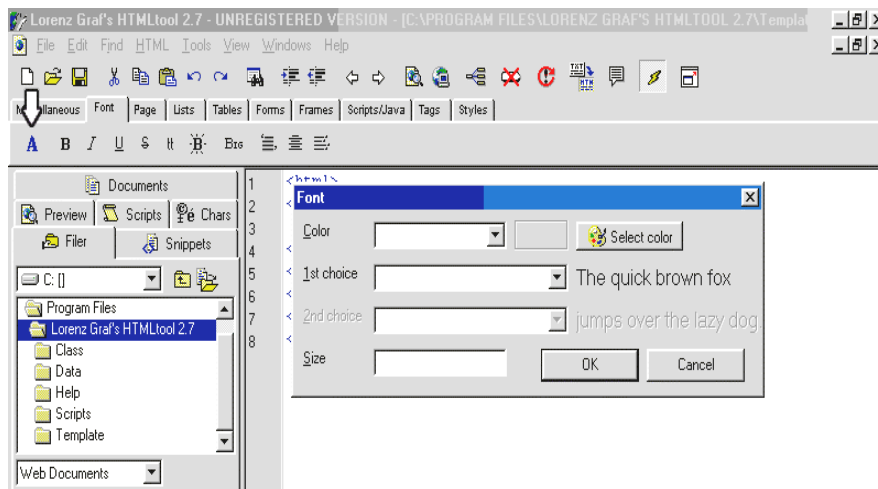 Lorenz Graf's HTMLtool 2.7 - UNREGISTERED VERSION - [C:\PROGRAM FILES\LORENZ GRAF'S HTMLTOOL 2.7\Templat
File Edit Find HTML Tools View Windows Help
Font Page Lists Tables Forms Frames Scripts/Java Tags Styles
A B I U S tt B BIG
Documents
Preview Scripts Chars
Filer Snippets
C: []
Program Files
Lorenz Graf's HTMLtool 2.7
Class
Data
Help
Scripts
Template
Web Documents
1 <html>
2
3
4
5
6
7
8
Font
Color Select color
1st choice The quick brown fox
2nd choice jumps over the lazy dog.
Size OK Cancel